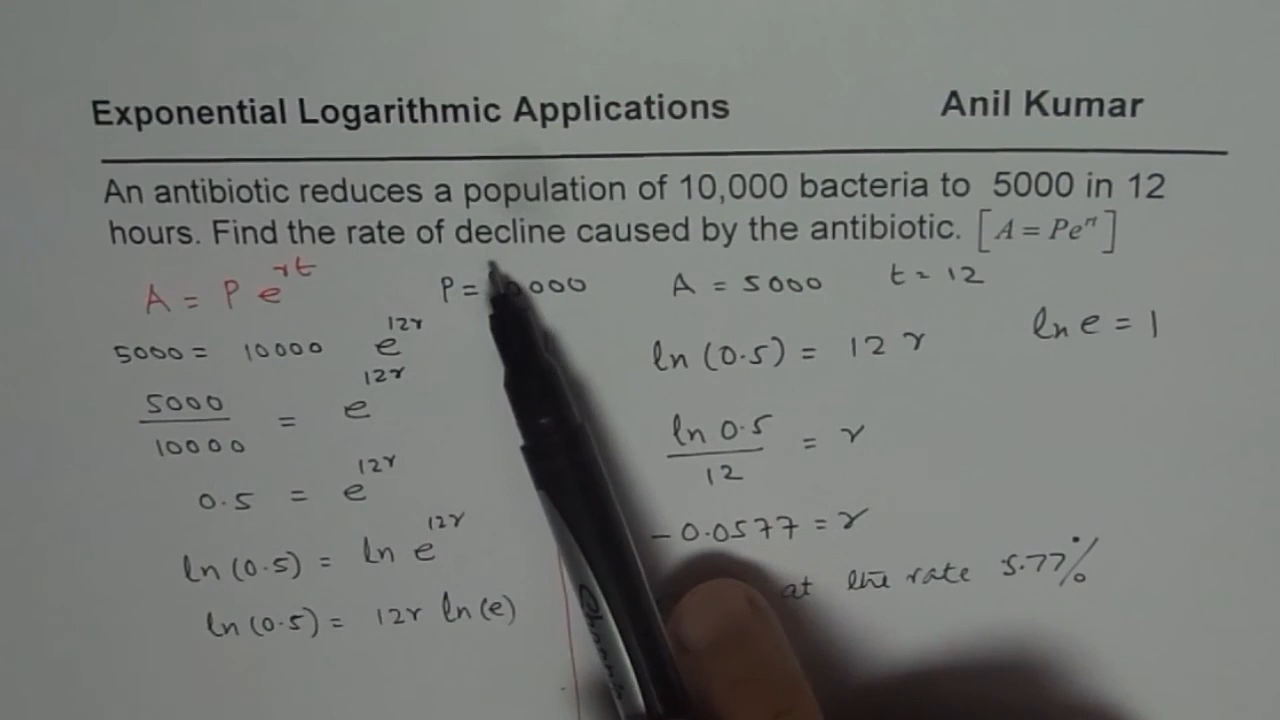 Exponential Logarithmic Applications Anil Kumar
An antibiotic reduces a population of 10,000 bacteria to 5000 in 12
hours. Find the rate of decline caused by the antibiotic. [A = Pe^rt]
A = P e^rt
P = 0000 A = 5000 t = 12
5000 = 10000 e^12r
5000/10000 = e^12r
0.5 = e^12r
ln (0.5) = ln e^12r
ln (0.5) = 12r ln(e)
ln (0.5) = 12 r
ln e = 1
ln 0.5/12 = r
-0.0577 = r
at the rate 5.77%